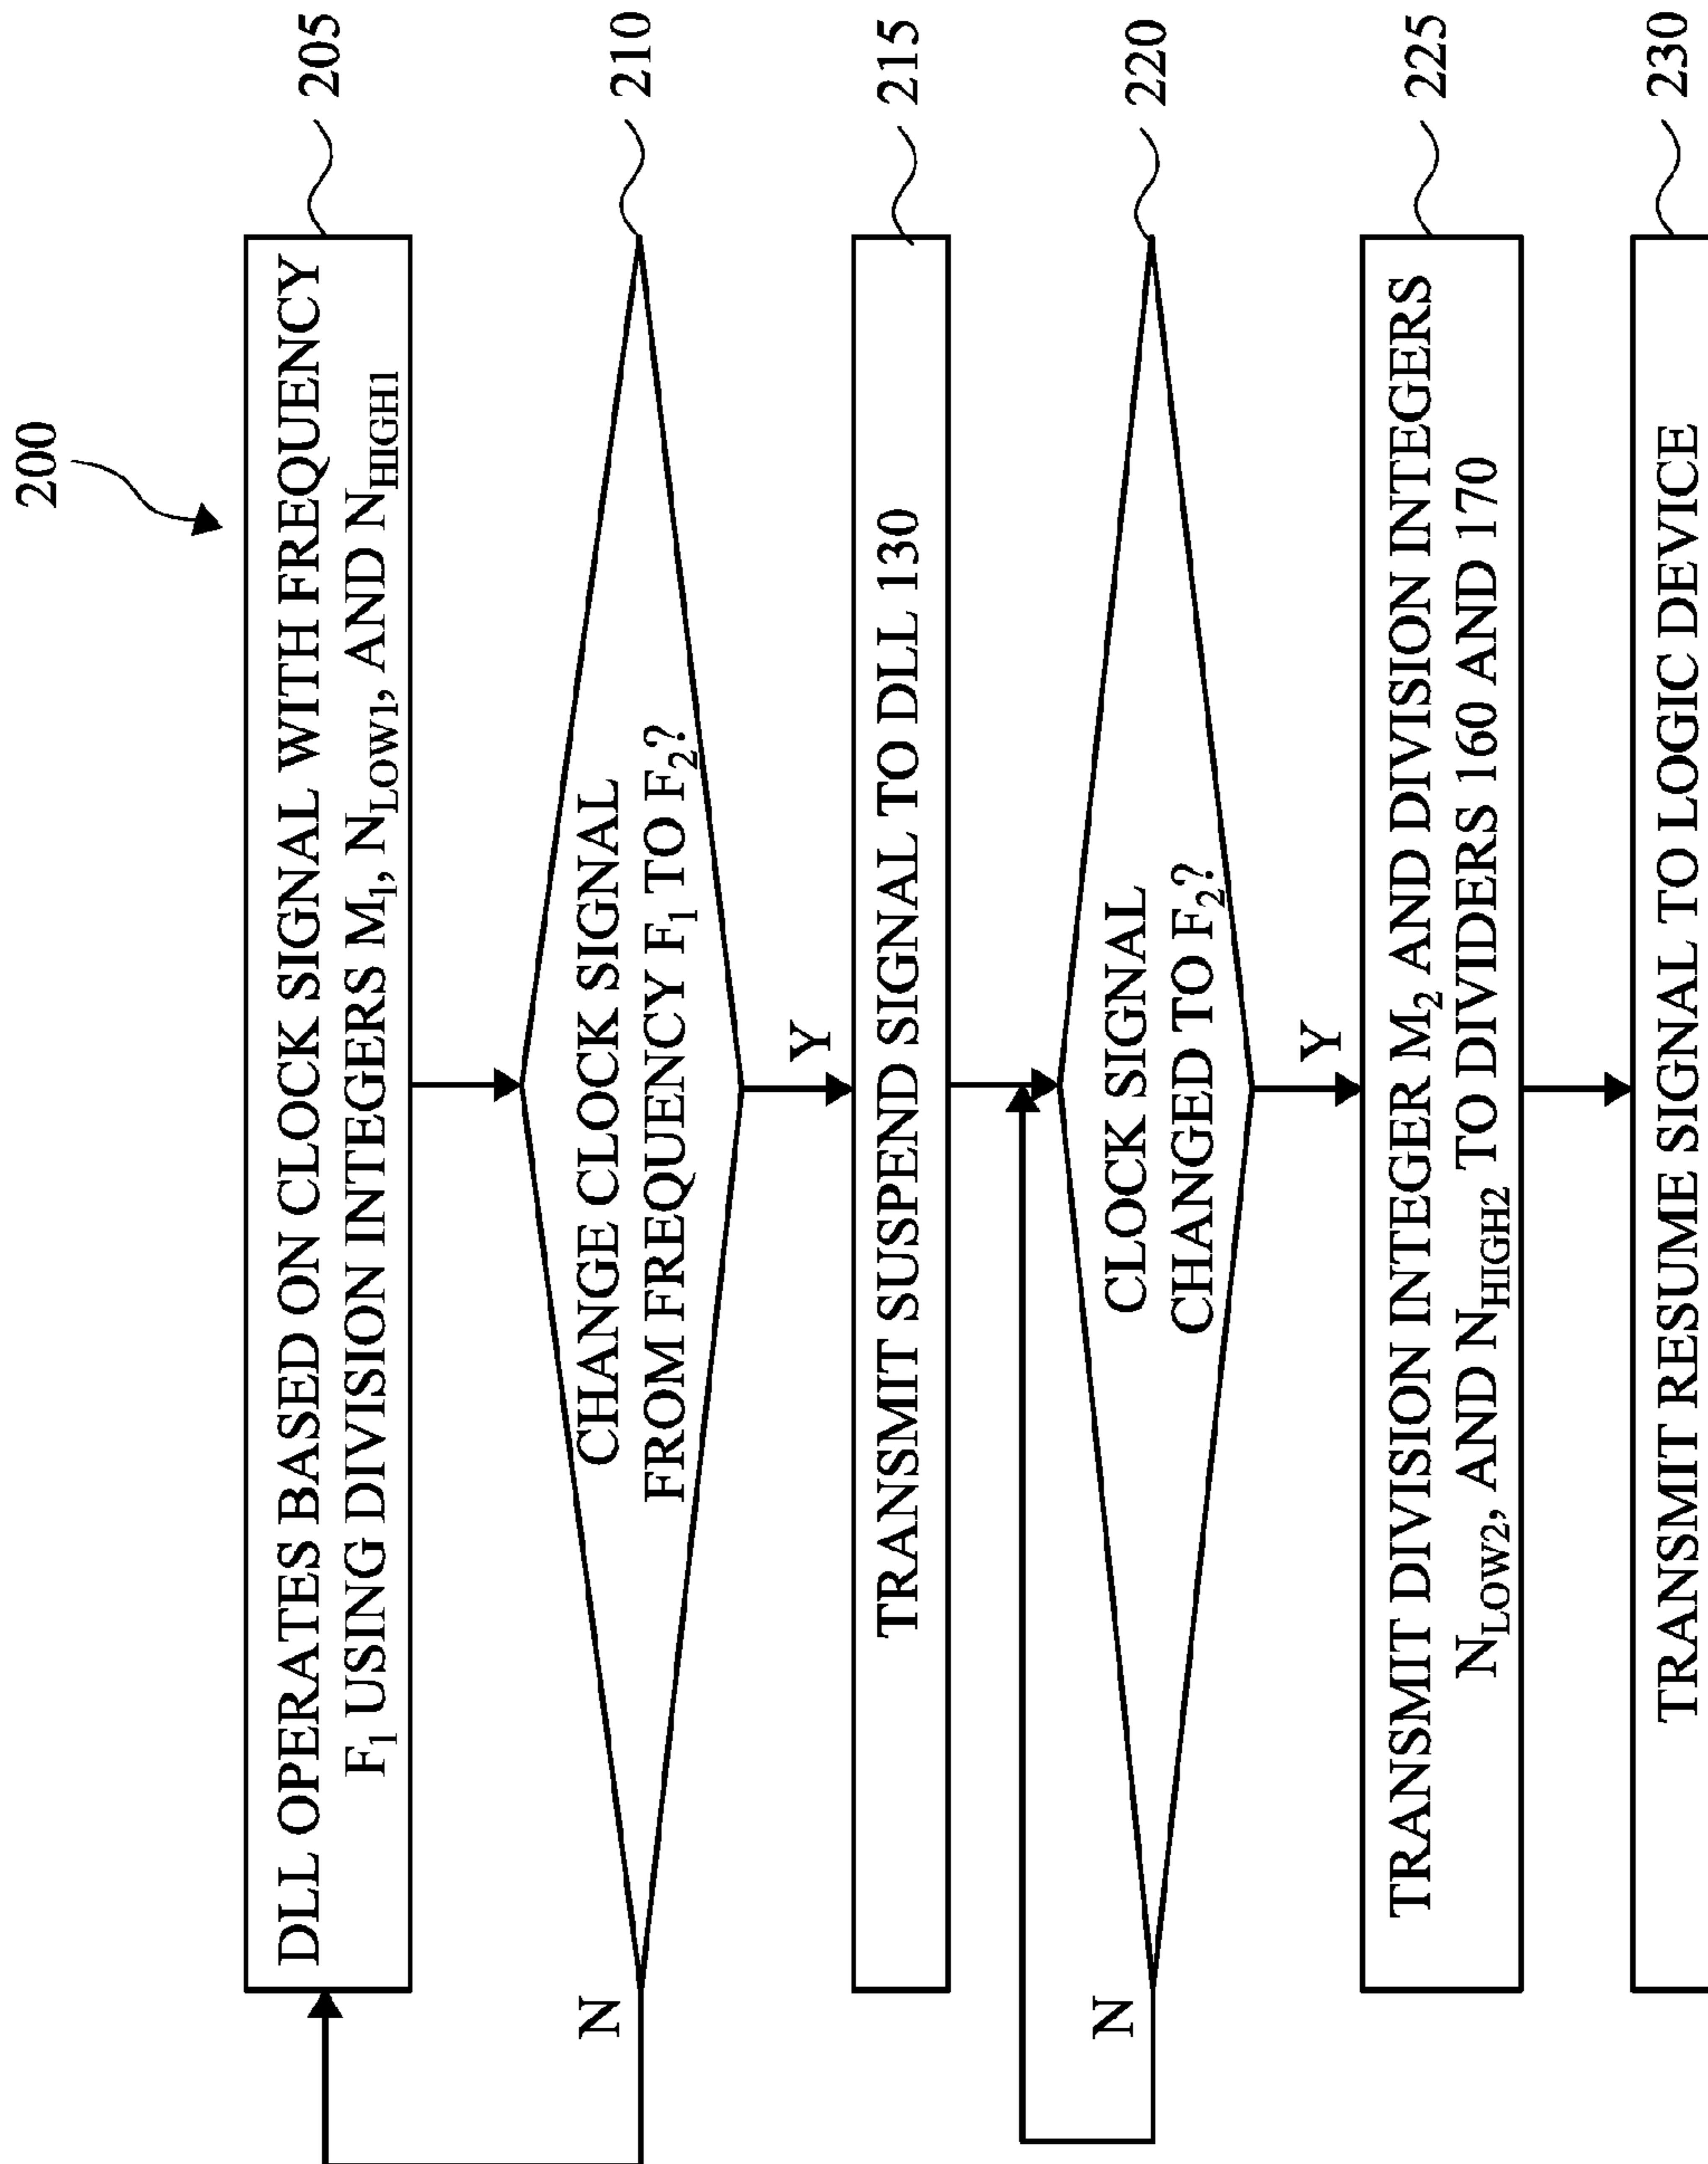 200
DLL OPERATES BASED ON CLOCK SIGNAL WITH FREQUENCY
F1 USING DIVISION INTEGERS M1, NLOW1, AND NHIGH1
205
CHANGE CLOCK SIGNAL
FROM FREQUENCY F1 TO F2?
210
N
Y
TRANSMIT SUSPEND SIGNAL TO DLL 130
215
CLOCK SIGNAL
CHANGED TO F2?
220
N
Y
TRANSMIT DIVISION INTEGER M2 AND DIVISION INTEGERS
NLOW2, AND NHIGH2 TO DIVIDERS 160 AND 170
225
TRANSMIT RESUME SIGNAL TO LOGIC DEVICE
230